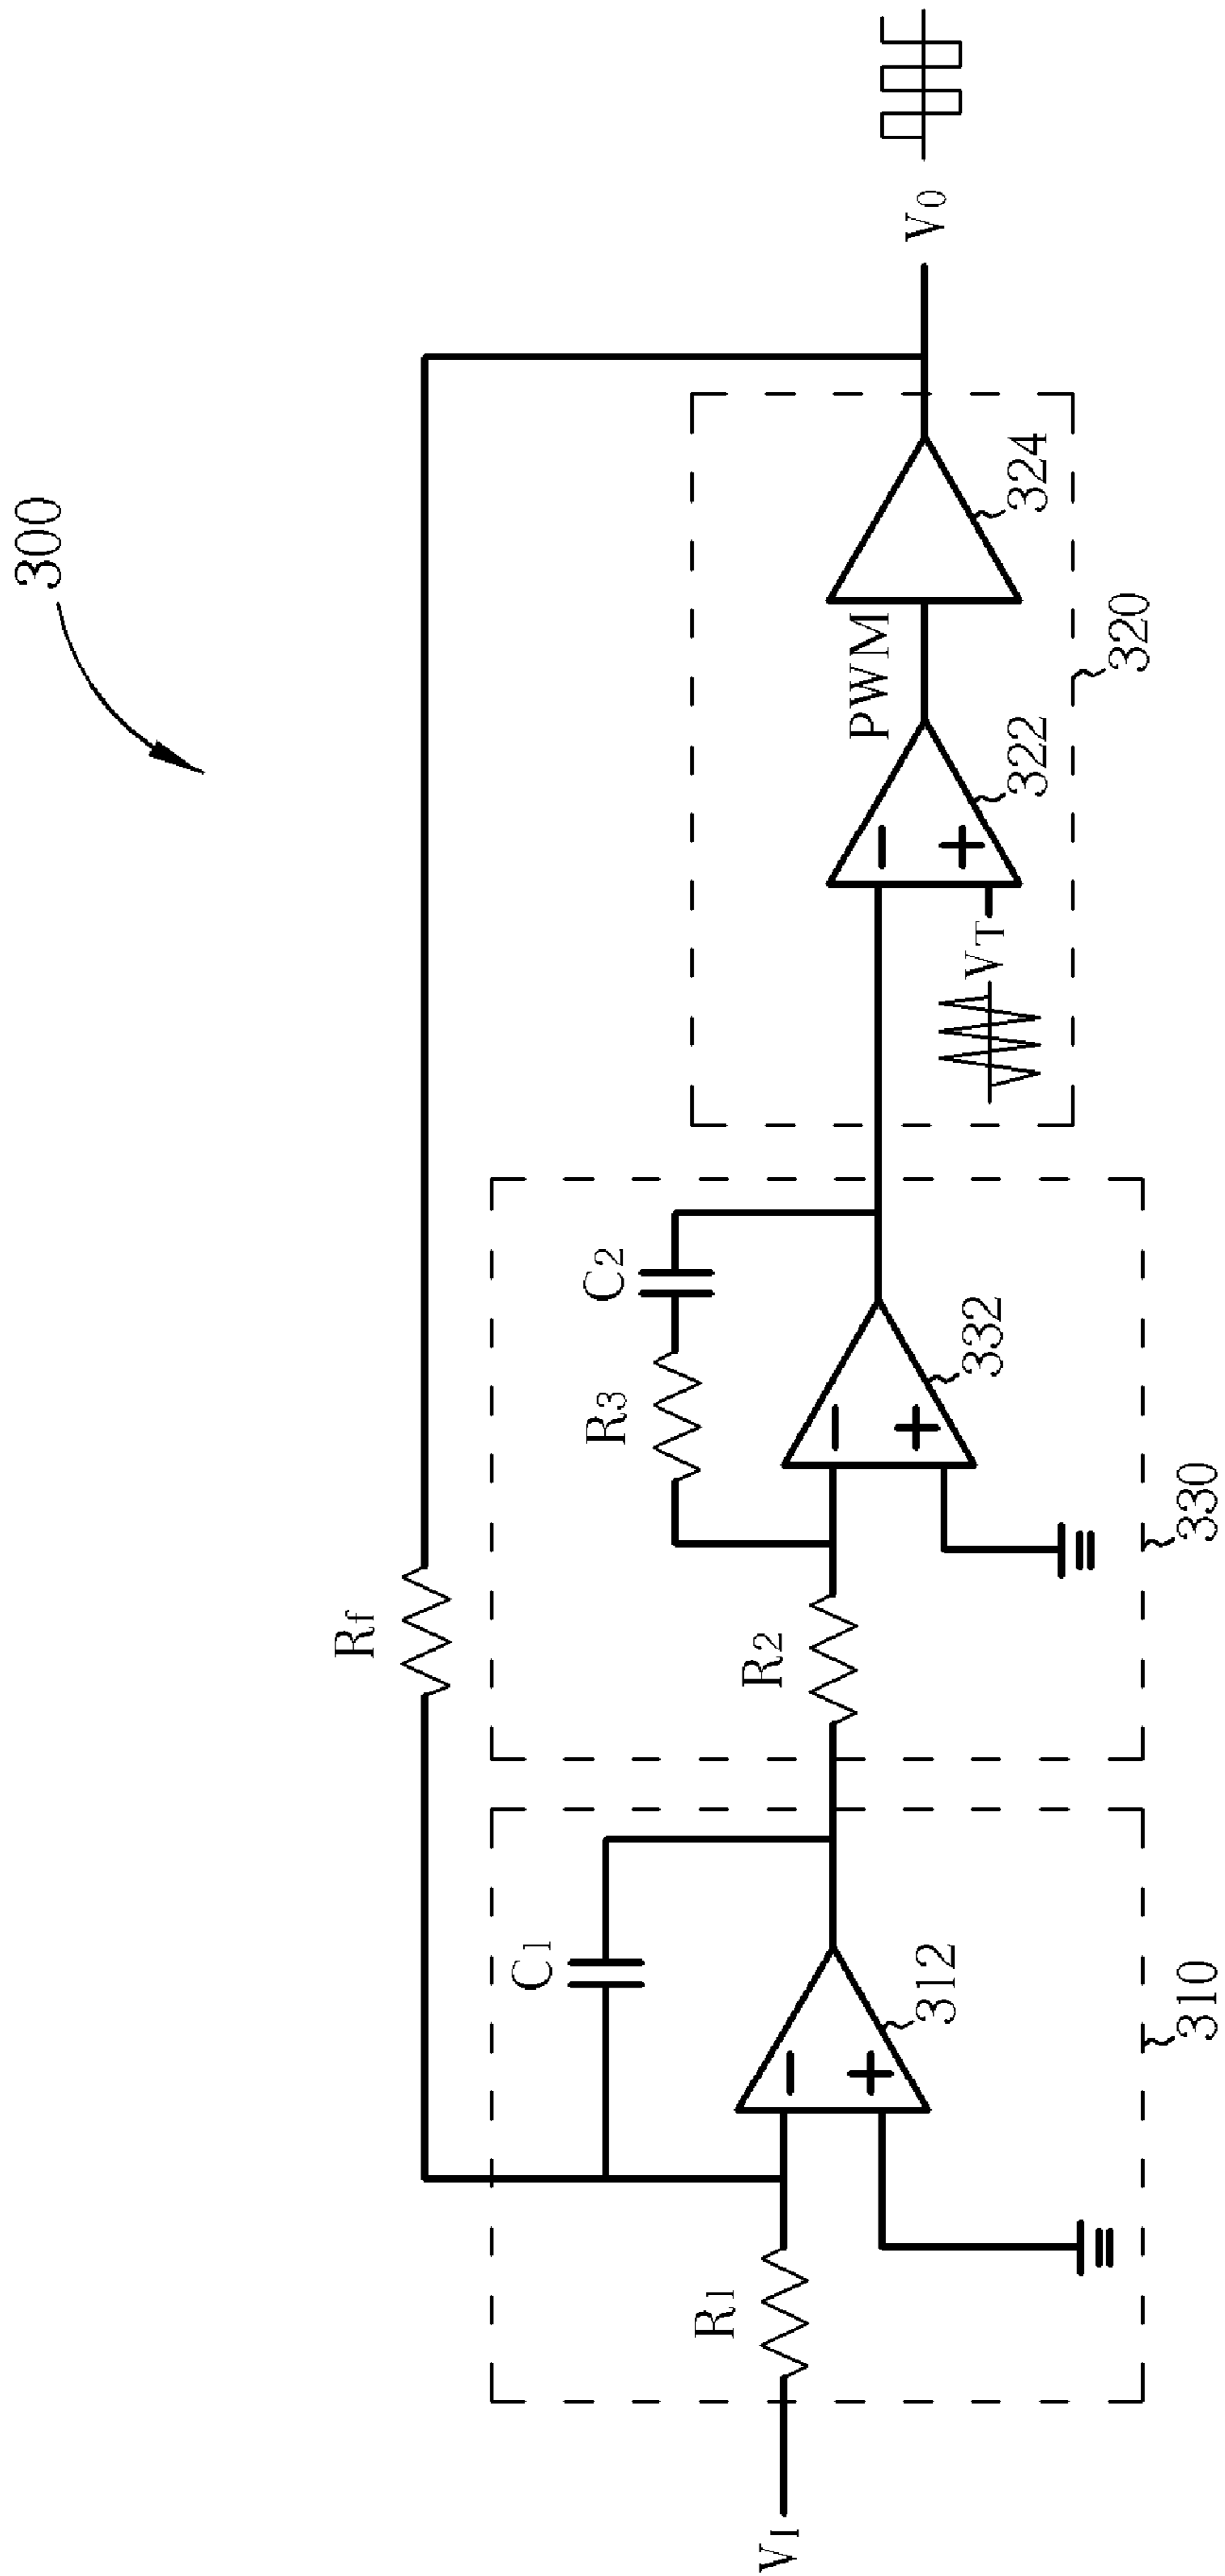 300
Rf
C1
R3
C2
R1
R2
VI
VT
PWM
V0
312
332
322
324
310
330
320
− + − + − +